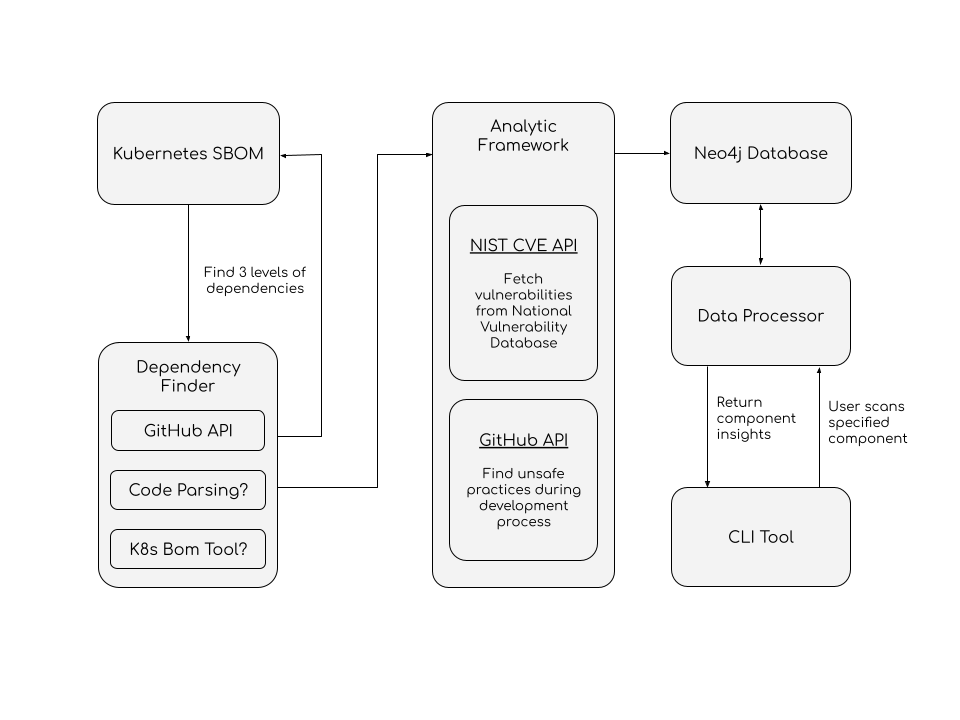 Kubernetes SBOM
Find 3 levels of
dependencies
Dependency
Finder
GitHub API
Code Parsing?
K8s Bom Tool?
Analytic
Framework
NIST CVE API
Fetch
vulnerabilities
from National
Vulnerability
Database
GitHub API
Find unsafe
practices during
development
process
Neo4j Database
Data Processor
Return
component
insights
User scans
specified
component
CLI Tool